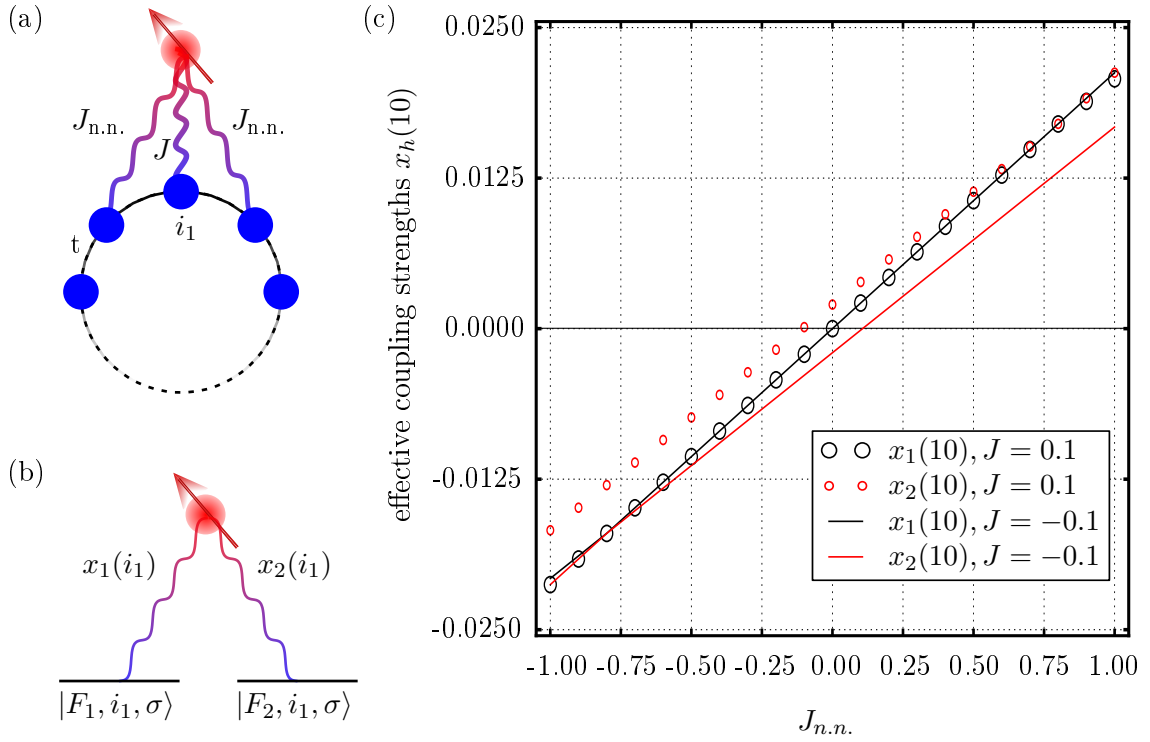 (a)
J_{n.n.}
J
J_{n.n.}
t
i_1
(b)
x_1(i_1)
x_2(i_1)
|F_1, i_1, σ⟩
|F_2, i_1, σ⟩
(c)
effective coupling strengths x_h(10)
0.0250
0.0125
0.0000
-0.0125
-0.0250
-1.00 -0.75 -0.50 -0.25 0.00 0.25 0.50 0.75 1.00
J_{n.n.}
x_1(10), J = 0.1
x_2(10), J = 0.1
x_1(10), J = −0.1
x_2(10), J = −0.1